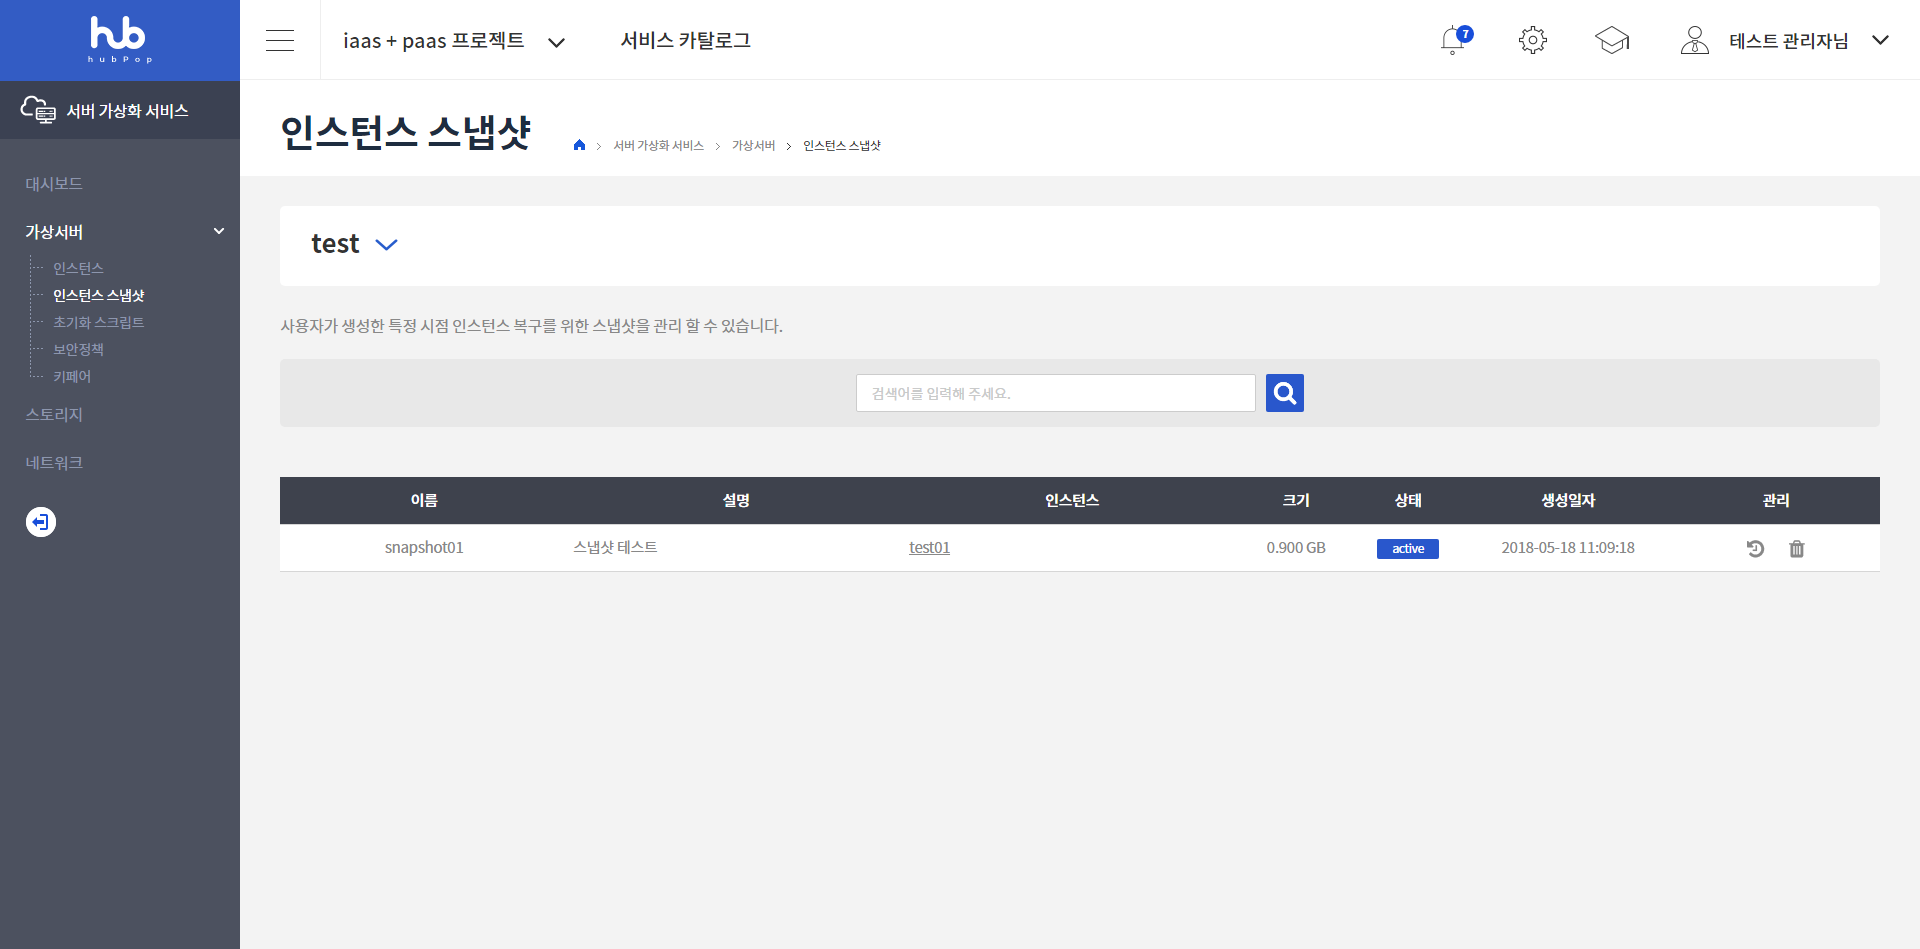 hub
hubPop
iaas + paas 프로젝트
서비스 카탈로그
7
테스트 관리자님
서버 가상화 서비스
대시보드
가상서버
인스턴스
인스턴스 스냅샷
초기화 스크립트
보안정책
키페어
스토리지
네트워크
인스턴스 스냅샷
서버 가상화 서비스 > 가상서버 > 인스턴스 스냅샷
test
사용자가 생성한 특정 시점 인스턴스 복구를 위한 스냅샷을 관리 할 수 있습니다.
검색어를 입력해 주세요.
이름 설명 인스턴스 크기 상태 생성일자 관리
snapshot01 스냅샷 테스트 test01 0.900 GB active 2018-05-18 11:09:18